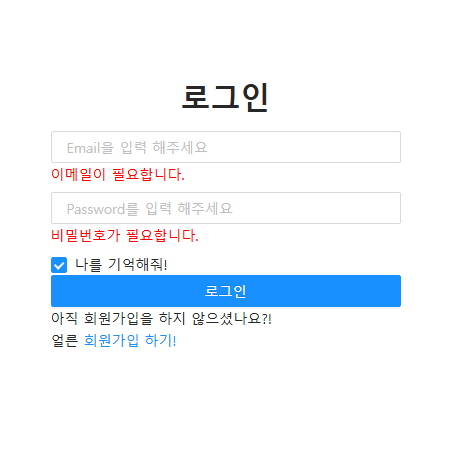 로그인
Email을 입력 해주세요
이메일이 필요합니다.
Password를 입력 해주세요
비밀번호가 필요합니다.
나를 기억해줘!
로그인
아직 회원가입을 하지 않으셨나요?!
얼른 회원가입 하기!